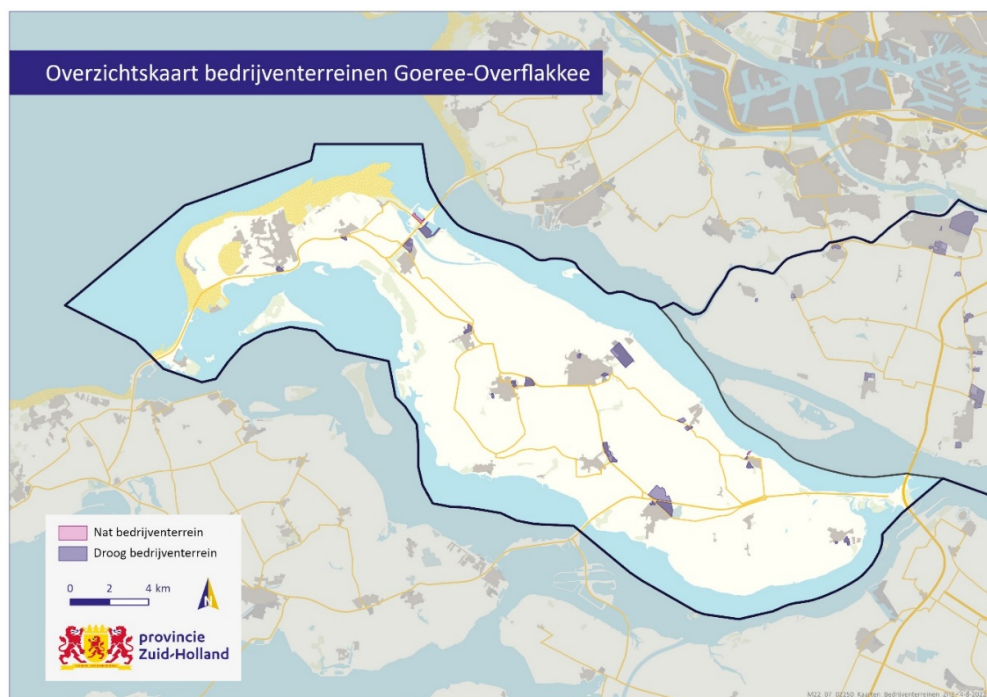 Overzichtskaart bedrijventerreinen Goeree-Overflakkee
Nat bedrijventerrein
Droog bedrijventerrein
0 2 4 km
N
provincie
Zuid-Holland